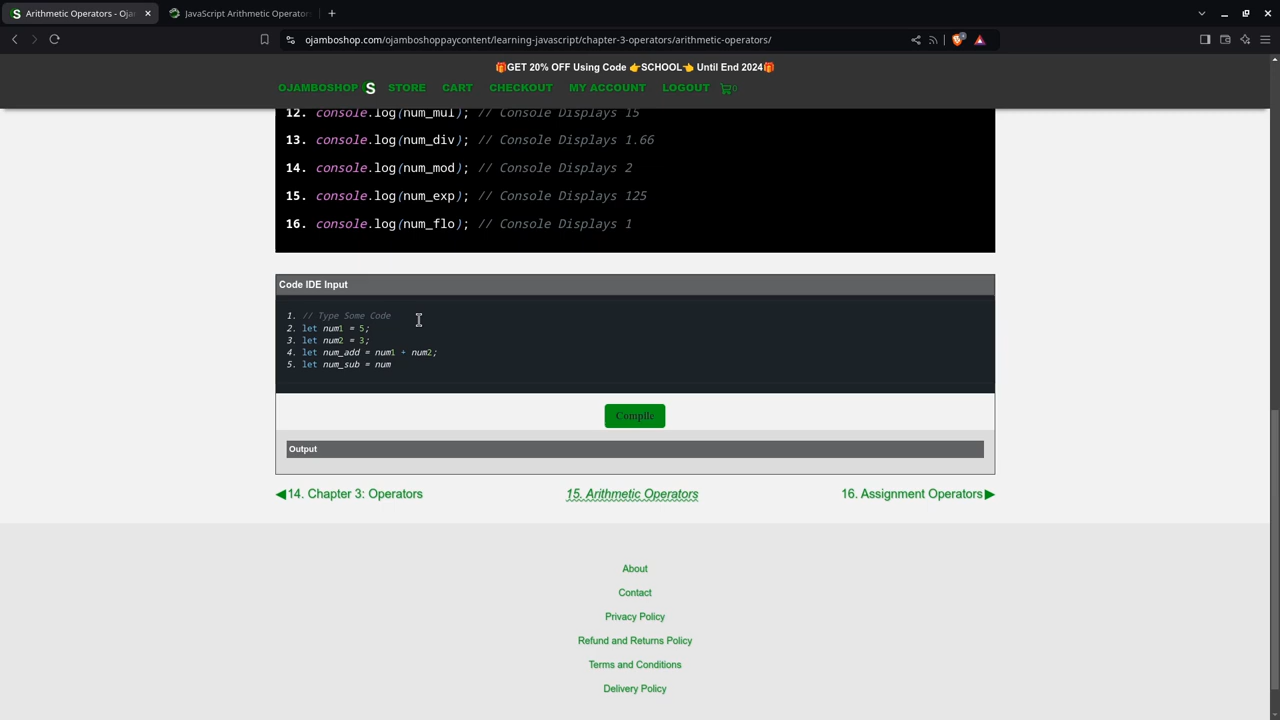 Arithmetic Operators - Oja
JavaScript Arithmetic Operator
ojamboshop.com/ojamboshoppaycontent/learning-javascript/chapter-3-operators/arithmetic-operators/
🎁GET 20% OFF Using Code 👉SCHOOL👈 Until End 2024🎁
OJAMBOSHOP S STORE CART CHECKOUT MY ACCOUNT LOGOUT 0
12. console.log(num_mul); // Console Displays 15
13. console.log(num_div); // Console Displays 1.66
14. console.log(num_mod); // Console Displays 2
15. console.log(num_exp); // Console Displays 125
16. console.log(num_flo); // Console Displays 1
Code IDE Input
1. // Type Some Code
2. let num1 = 5;
3. let num2 = 3;
4. let num_add = num1 + num2;
5. let num_sub = num
Compile
Output
◀14. Chapter 3: Operators
15. Arithmetic Operators
16. Assignment Operators▶
About
Contact
Privacy Policy
Refund and Returns Policy
Terms and Conditions
Delivery Policy